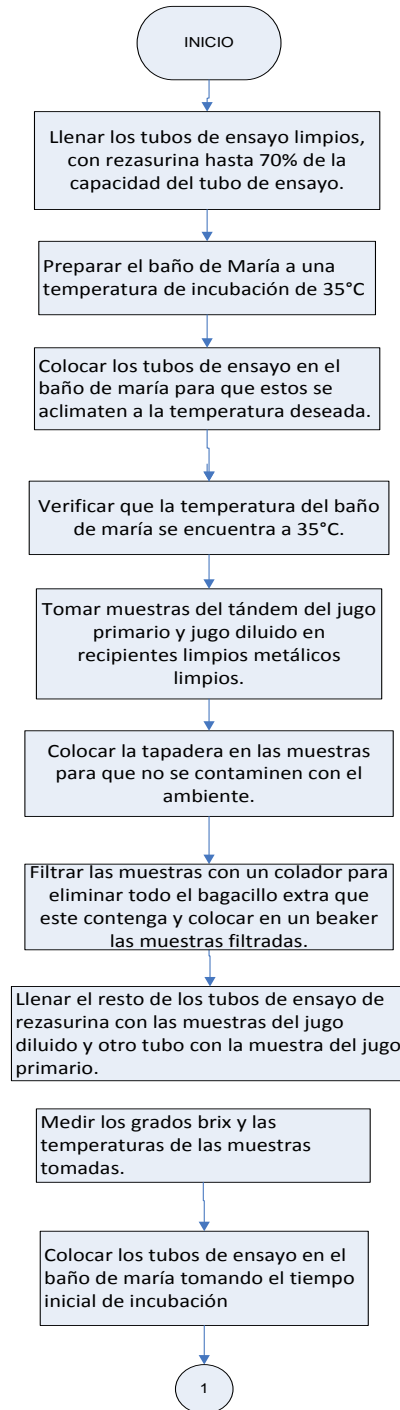 INICIO
Llenar los tubos de ensayo limpios,
con rezasurina hasta 70% de la
capacidad del tubo de ensayo.
Preparar el baño de María a una
temperatura de incubación de 35°C
Colocar los tubos de ensayo en el
baño de maría para que estos se
aclimaten a la temperatura deseada.
Verificar que la temperatura del baño
de maría se encuentra a 35°C.
Tomar muestras del tándem del jugo
primario y jugo diluido en
recipientes limpios metálicos
limpios.
Colocar la tapadera en las muestras
para que no se contaminen con el
ambiente.
Filtrar las muestras con un colador para
eliminar todo el bagacillo extra que
este contenga y colocar en un beaker
las muestras filtradas.
Llenar el resto de los tubos de ensayo de
rezasurina con las muestras del jugo
diluido y otro tubo con la muestra del jugo
primario.
Medir los grados brix y las
temperaturas de las muestras
tomadas.
Colocar los tubos de ensayo en el
baño de maría tomando el tiempo
inicial de incubación
1